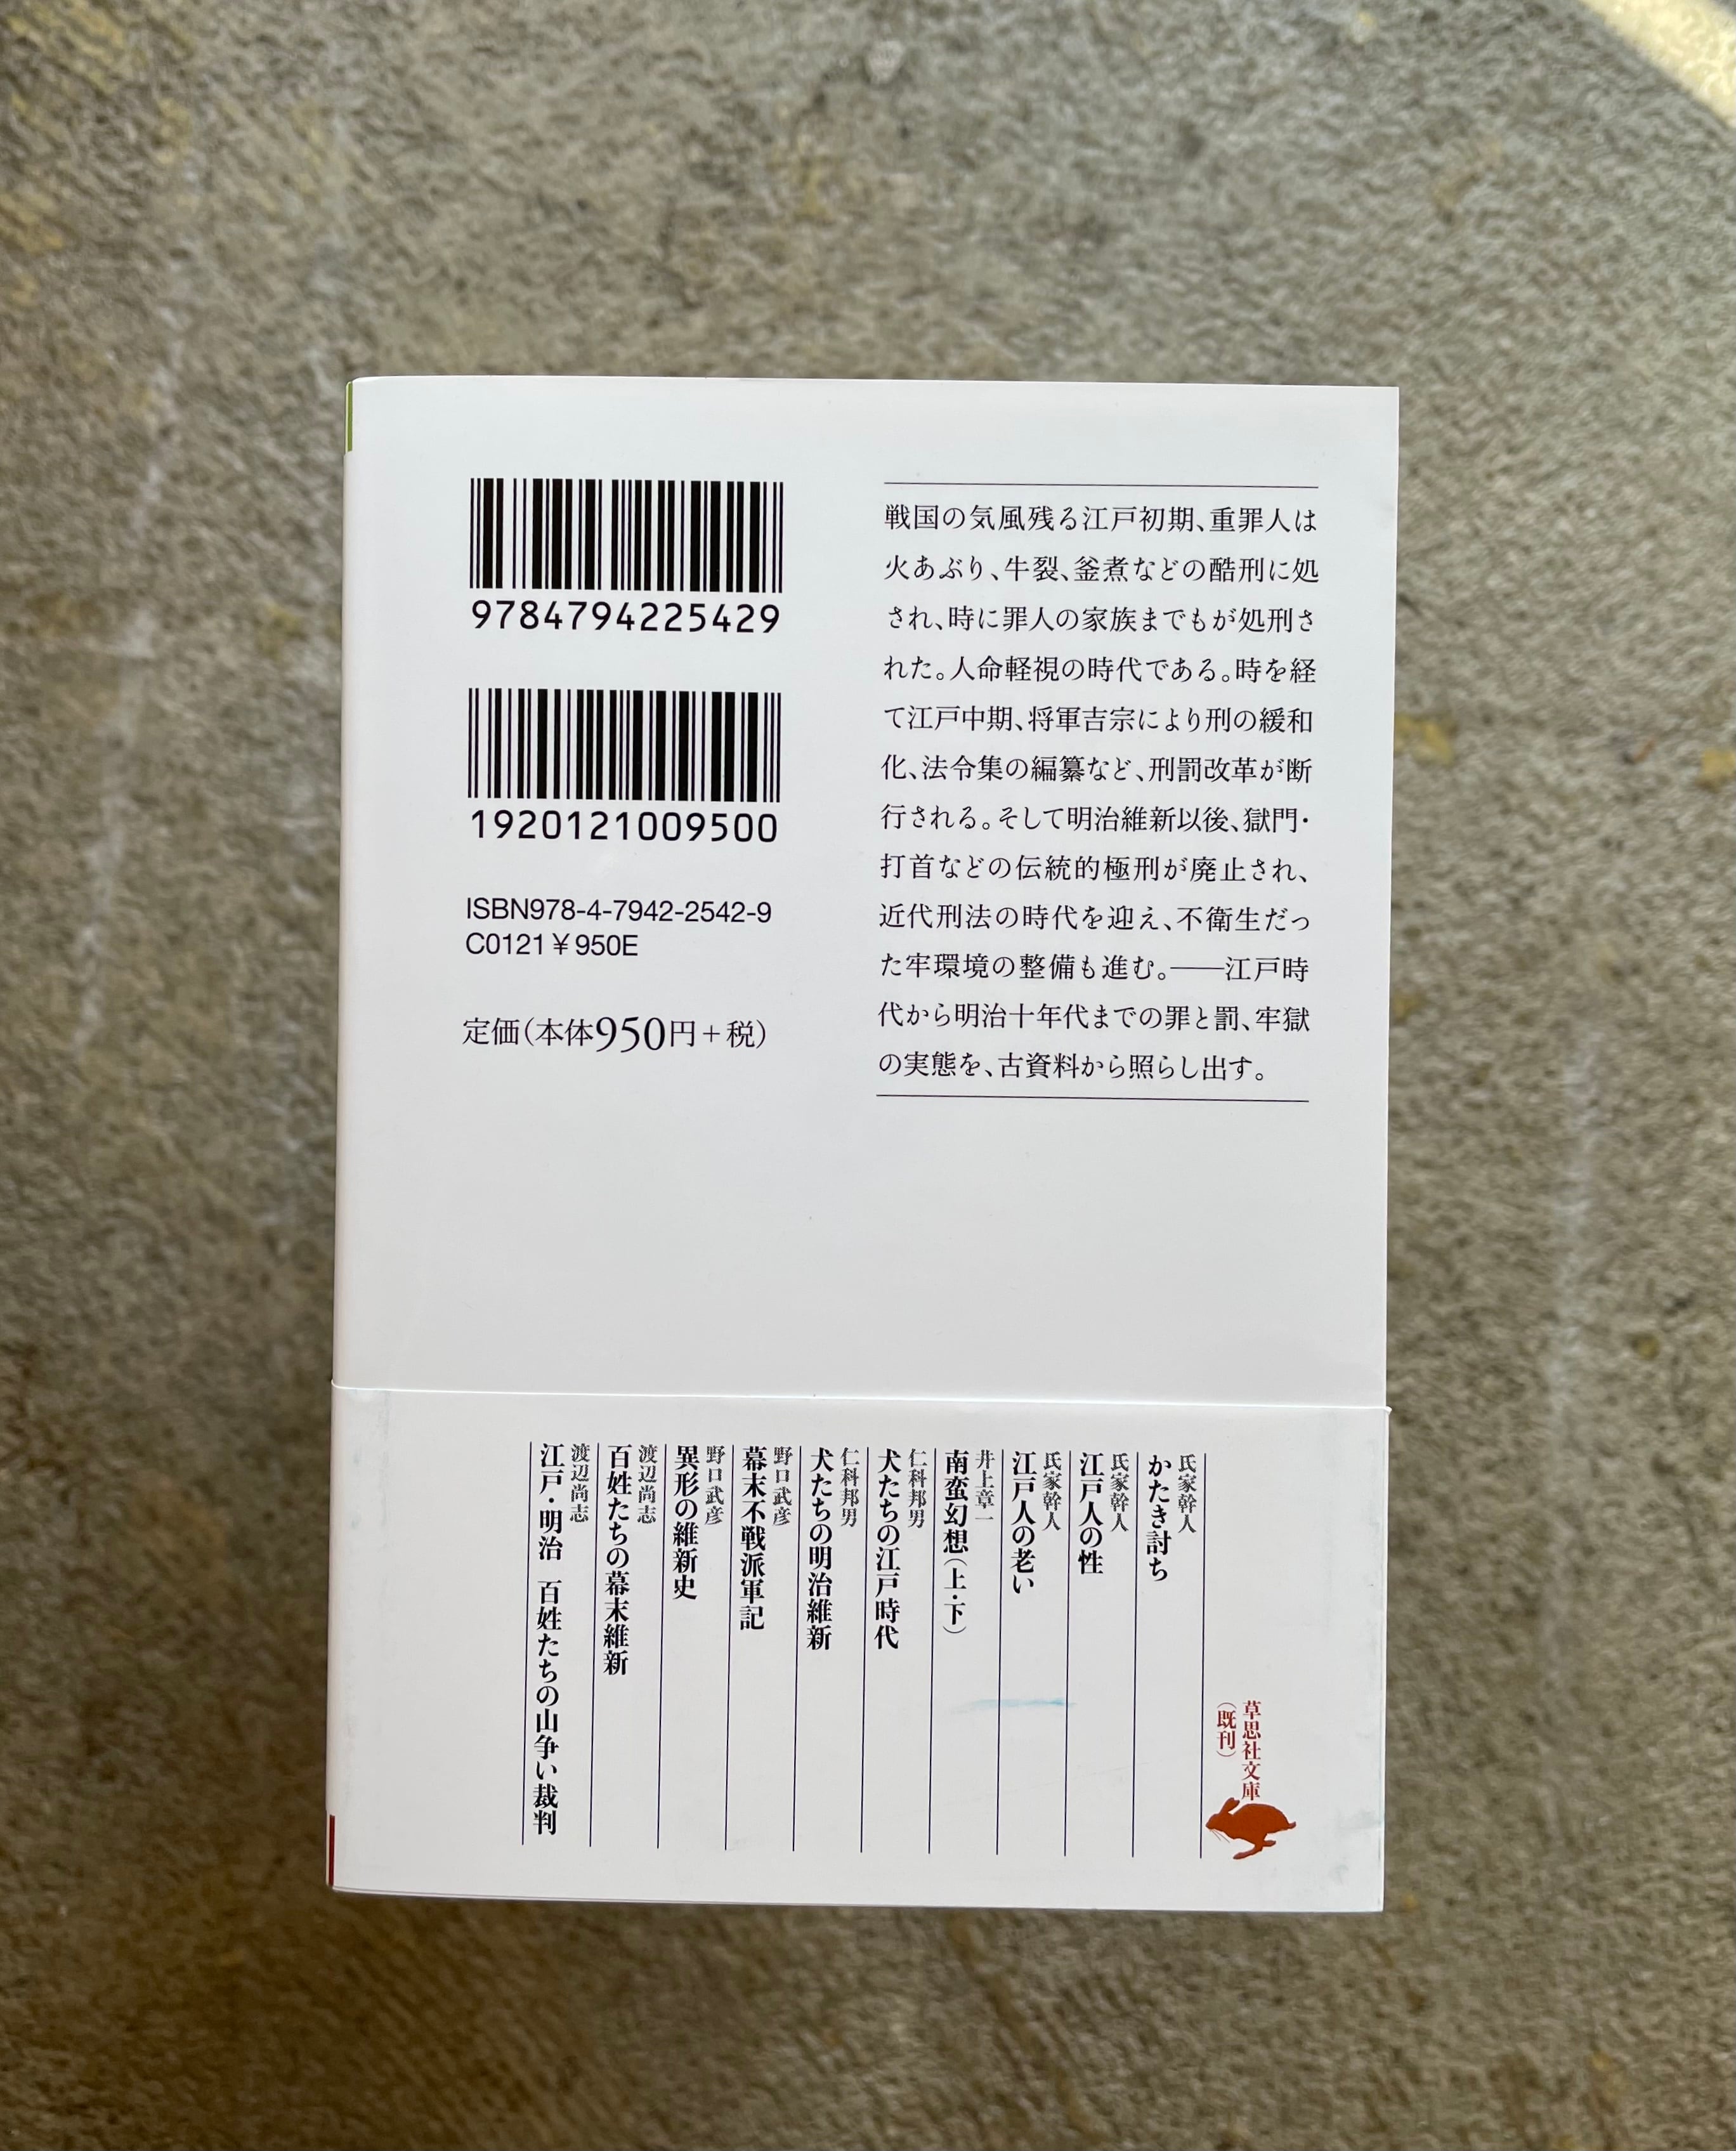 9784794225429
1920121009500
ISBN978-4-7942-2542-9
C0121￥950E
定価(本体950円+税)
戦国の気風残る江戸初期、重罪人は
火あぶり、牛裂、釜煮などの酷刑に処
され、時に罪人の家族までもが処刑さ
れた。人命軽視の時代である。時を経
て江戸中期、将軍吉宗により刑の緩和
化、法令集の編纂など、刑罰改革が断
行される。そして明治維新以後、獄門・
打首などの伝統的極刑が廃止され、
近代刑法の時代を迎え、不衛生だっ
た牢環境の整備も進む。――江戸時
代から明治十年代までの罪と罰、牢獄
の実態を、古資料から照らし出す。
草思社文庫
(既刊)
氏家幹人
かたき討ち
氏家幹人
江戸人の性
氏家幹人
江戸人の老い
井上章一
南蛮幻想(上・下)
仁科邦男
犬たちの江戸時代
仁科邦男
犬たちの明治維新
野口武彦
幕末不戦派軍記
野口武彦
異形の維新史
渡辺尚志
百姓たちの幕末維新
渡辺尚志
江戸・明治 百姓たちの山争い裁判